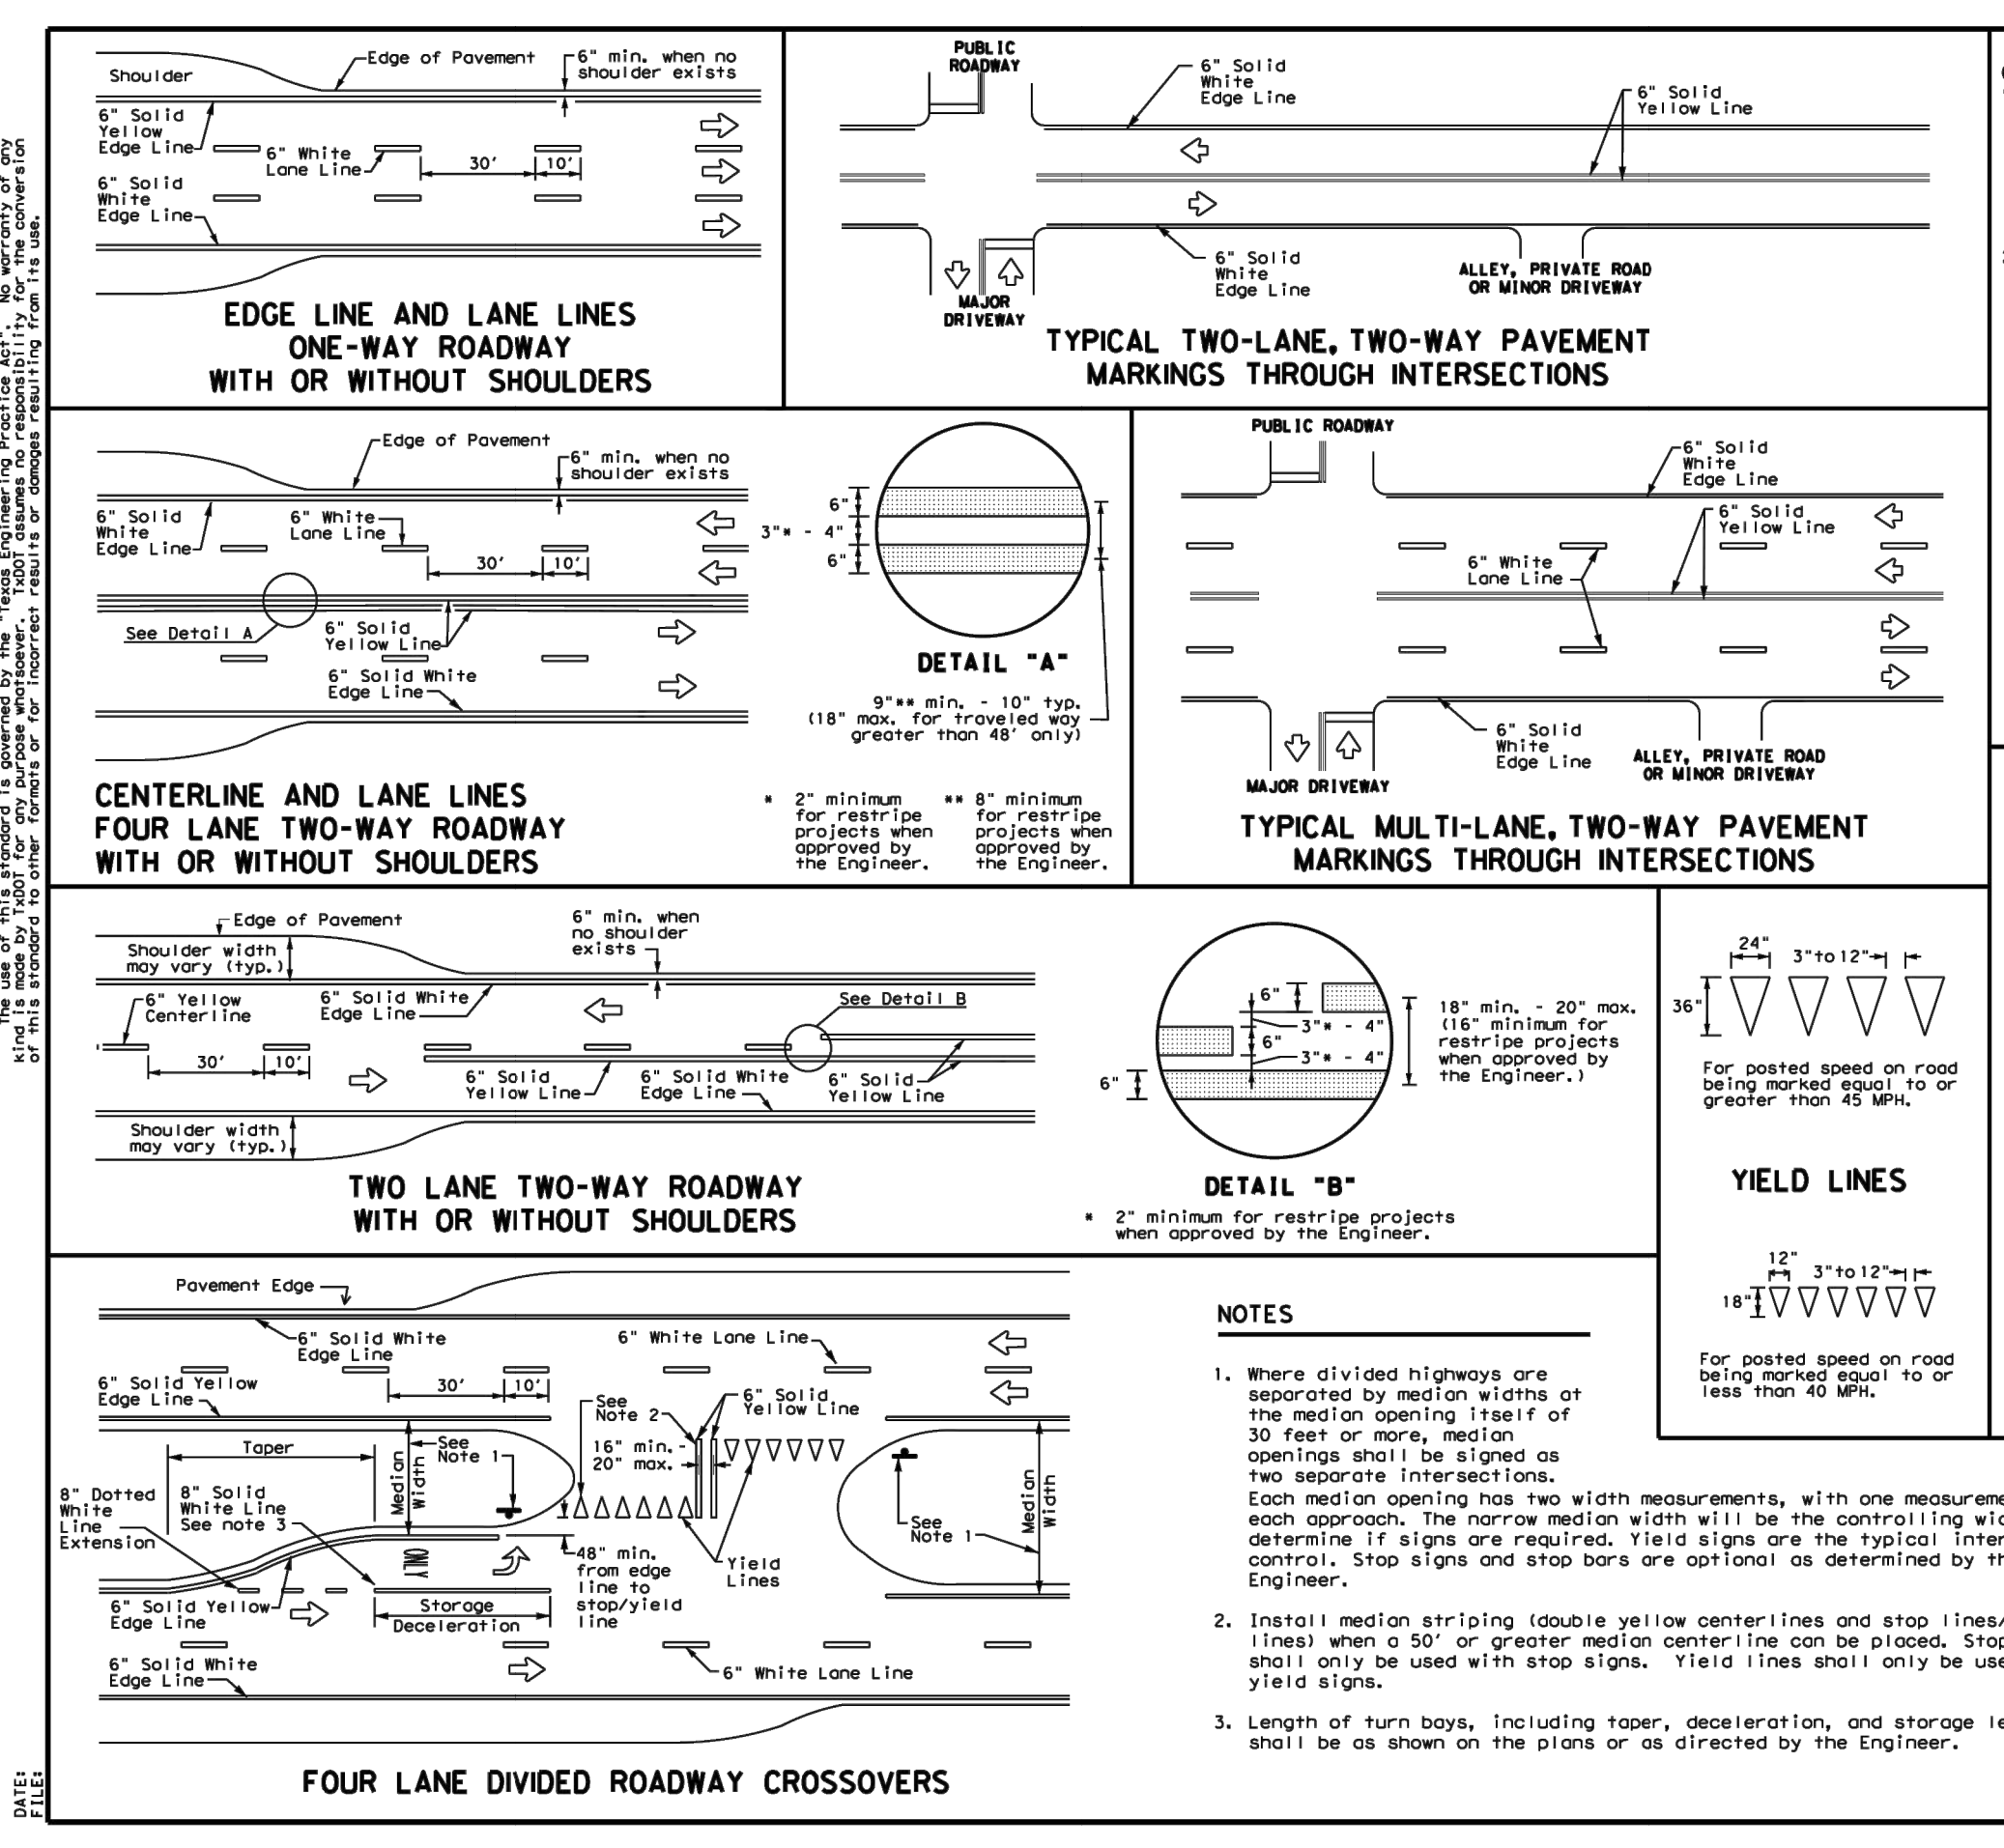 The use of this standard is governed by the "Texas Engineering Practice Act". No warranty of any
kind is made by TxDOT for any purpose whatsoever. TxDOT assumes no responsibility for the conversion
of this standard to other formats or for incorrect results or damages resulting from its use.
DATE:
FILE:
Shoulder
Edge of Pavement
6" min. when no
shoulder exists
6" Solid
Yellow
Edge Line
6" White
Lane Line
30'
10'
6" Solid
White
Edge Line
EDGE LINE AND LANE LINES
ONE-WAY ROADWAY
WITH OR WITHOUT SHOULDERS
PUBLIC
ROADWAY
6" Solid
White
Edge Line
6" Solid
Yellow Line
6" Solid
White
Edge Line
MAJOR
DRIVEWAY
ALLEY, PRIVATE ROAD
OR MINOR DRIVEWAY
TYPICAL TWO-LANE, TWO-WAY PAVEMENT
MARKINGS THROUGH INTERSECTIONS
Edge of Pavement
6" min. when no
shoulder exists
6" Solid
White
Edge Line
6" White
Lane Line
30'
10'
See Detail A
6" Solid
Yellow Line
6" Solid White
Edge Line
6"
3"* - 4"
6"
DETAIL "A"
9"** min. - 10" typ.
(18" max. for traveled way
greater than 48' only)
CENTERLINE AND LANE LINES
FOUR LANE TWO-WAY ROADWAY
WITH OR WITHOUT SHOULDERS
* 2" minimum
for restripe
projects when
approved by
the Engineer.
** 8" minimum
for restripe
projects when
approved by
the Engineer.
PUBLIC ROADWAY
6" Solid
White
Edge Line
6" Solid
Yellow Line
6" White
Lane Line
6" Solid
White
Edge Line
MAJOR DRIVEWAY
ALLEY, PRIVATE ROAD
OR MINOR DRIVEWAY
TYPICAL MULTI-LANE, TWO-WAY PAVEMENT
MARKINGS THROUGH INTERSECTIONS
Edge of Pavement
Shoulder width
may vary (typ.)
6" min. when
no shoulder
exists
6" Yellow
Centerline
6" Solid White
Edge Line
See Detail B
30'
10'
6" Solid
Yellow Line
6" Solid White
Edge Line
6" Solid
Yellow Line
Shoulder width
may vary (typ.)
TWO LANE TWO-WAY ROADWAY
WITH OR WITHOUT SHOULDERS
6"
3"* - 4"
6"
3"* - 4"
6"
18" min. - 20" max.
(16" minimum for
restripe projects
when approved by
the Engineer.)
DETAIL "B"
* 2" minimum for restripe projects
when approved by the Engineer.
24"
3"to12"
36"
For posted speed on road
being marked equal to or
greater than 45 MPH.
YIELD LINES
12"
3"to12"
18"
For posted speed on road
being marked equal to or
less than 40 MPH.
Pavement Edge
6" Solid White
Edge Line
6" White Lane Line
6" Solid Yellow
Edge Line
30'
10'
See
Note 2
6" Solid
Yellow Line
Taper
Median
Width
See
Note 1
16" min.-
20" max.
8" Dotted
White
Line
Extension
8" Solid
White Line
See note 3
See
Note 1
Median
Width
ONLY
48" min.
from edge
line to
stop/yield
line
Yield
Lines
6" Solid Yellow
Edge Line
Storage
Deceleration
6" Solid White
Edge Line
6" White Lane Line
FOUR LANE DIVIDED ROADWAY CROSSOVERS
NOTES
1. Where divided highways are
separated by median widths at
the median opening itself of
30 feet or more, median
openings shall be signed as
two separate intersections.
Each median opening has two width measurements, with one
each approach. The narrow median width will be the controlling
determine if signs are required. Yield signs are the typical
control. Stop signs and stop bars are optional as determined by
Engineer.
2. Install median striping (double yellow centerlines and stop lines/
lines) when a 50' or greater median centerline can be placed.
shall only be used with stop signs. Yield lines shall only be
yield signs.
3. Length of turn bays, including taper, deceleration, and storage
shall be as shown on the plans or as directed by the Engineer.